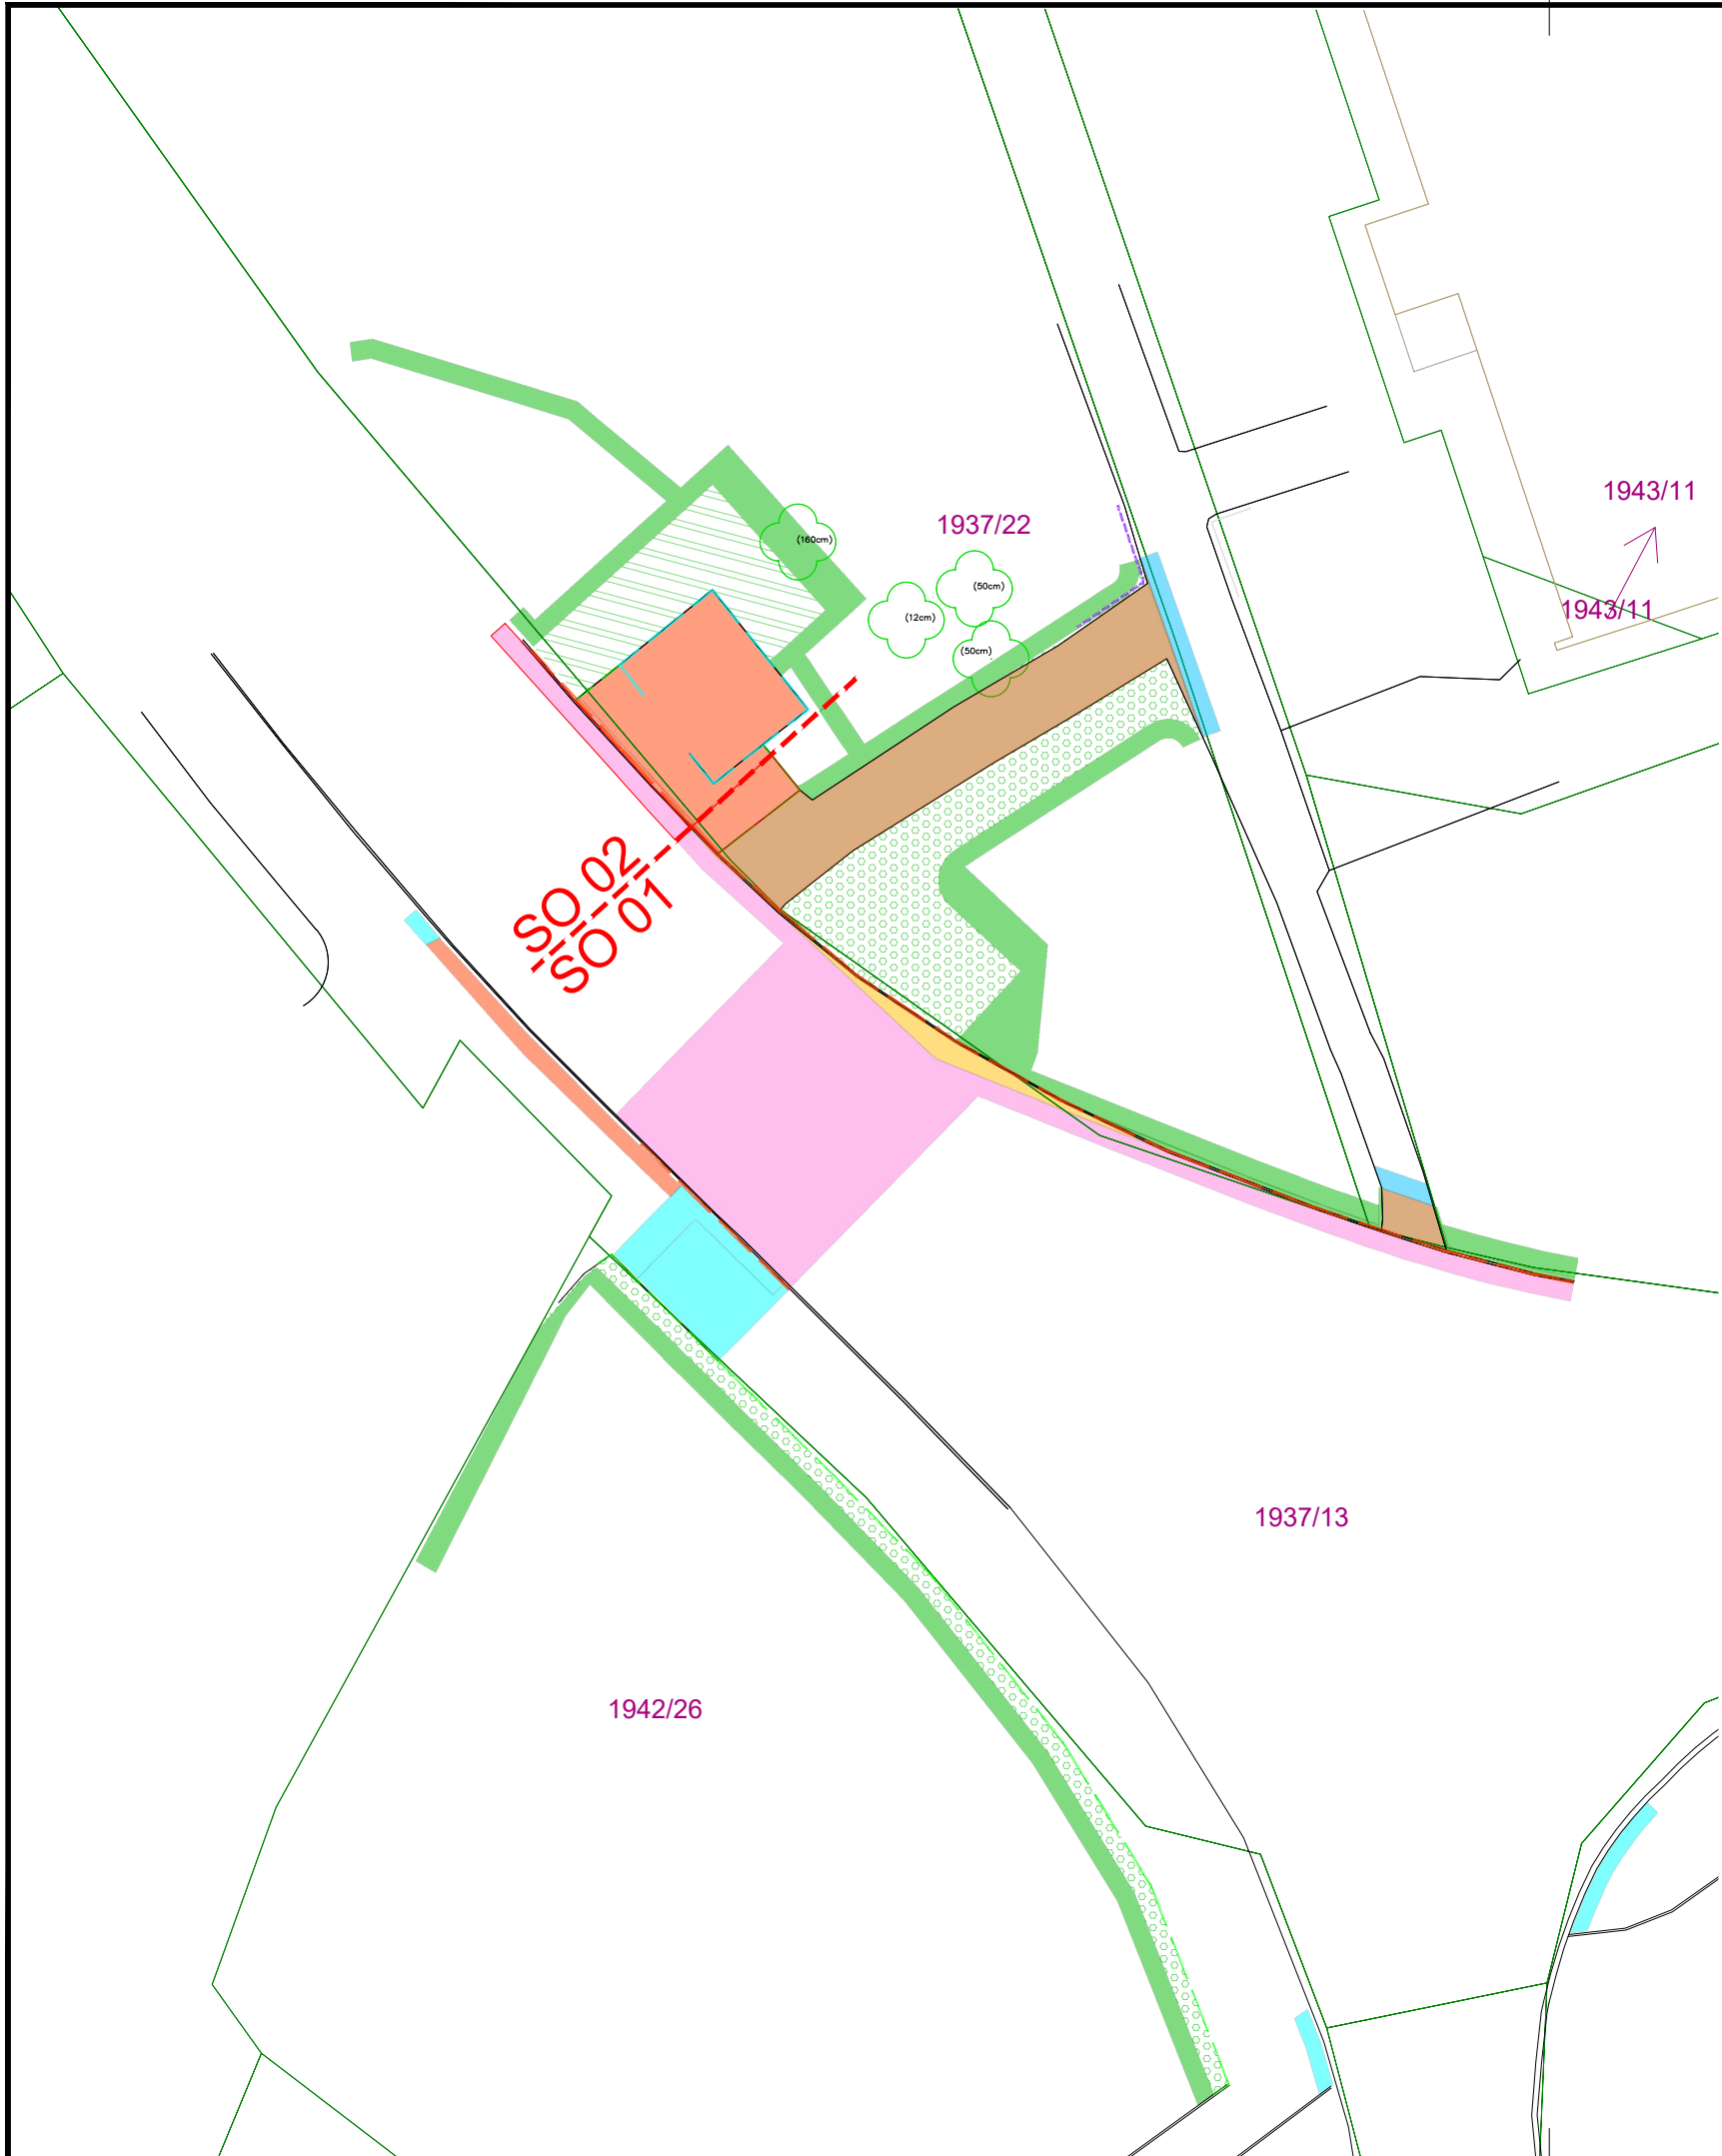 1943/11
1937/22
(160cm)
(50cm)
1943/11
(12cm)
(50cm)
SO 02
SO 01
1937/13
1942/26